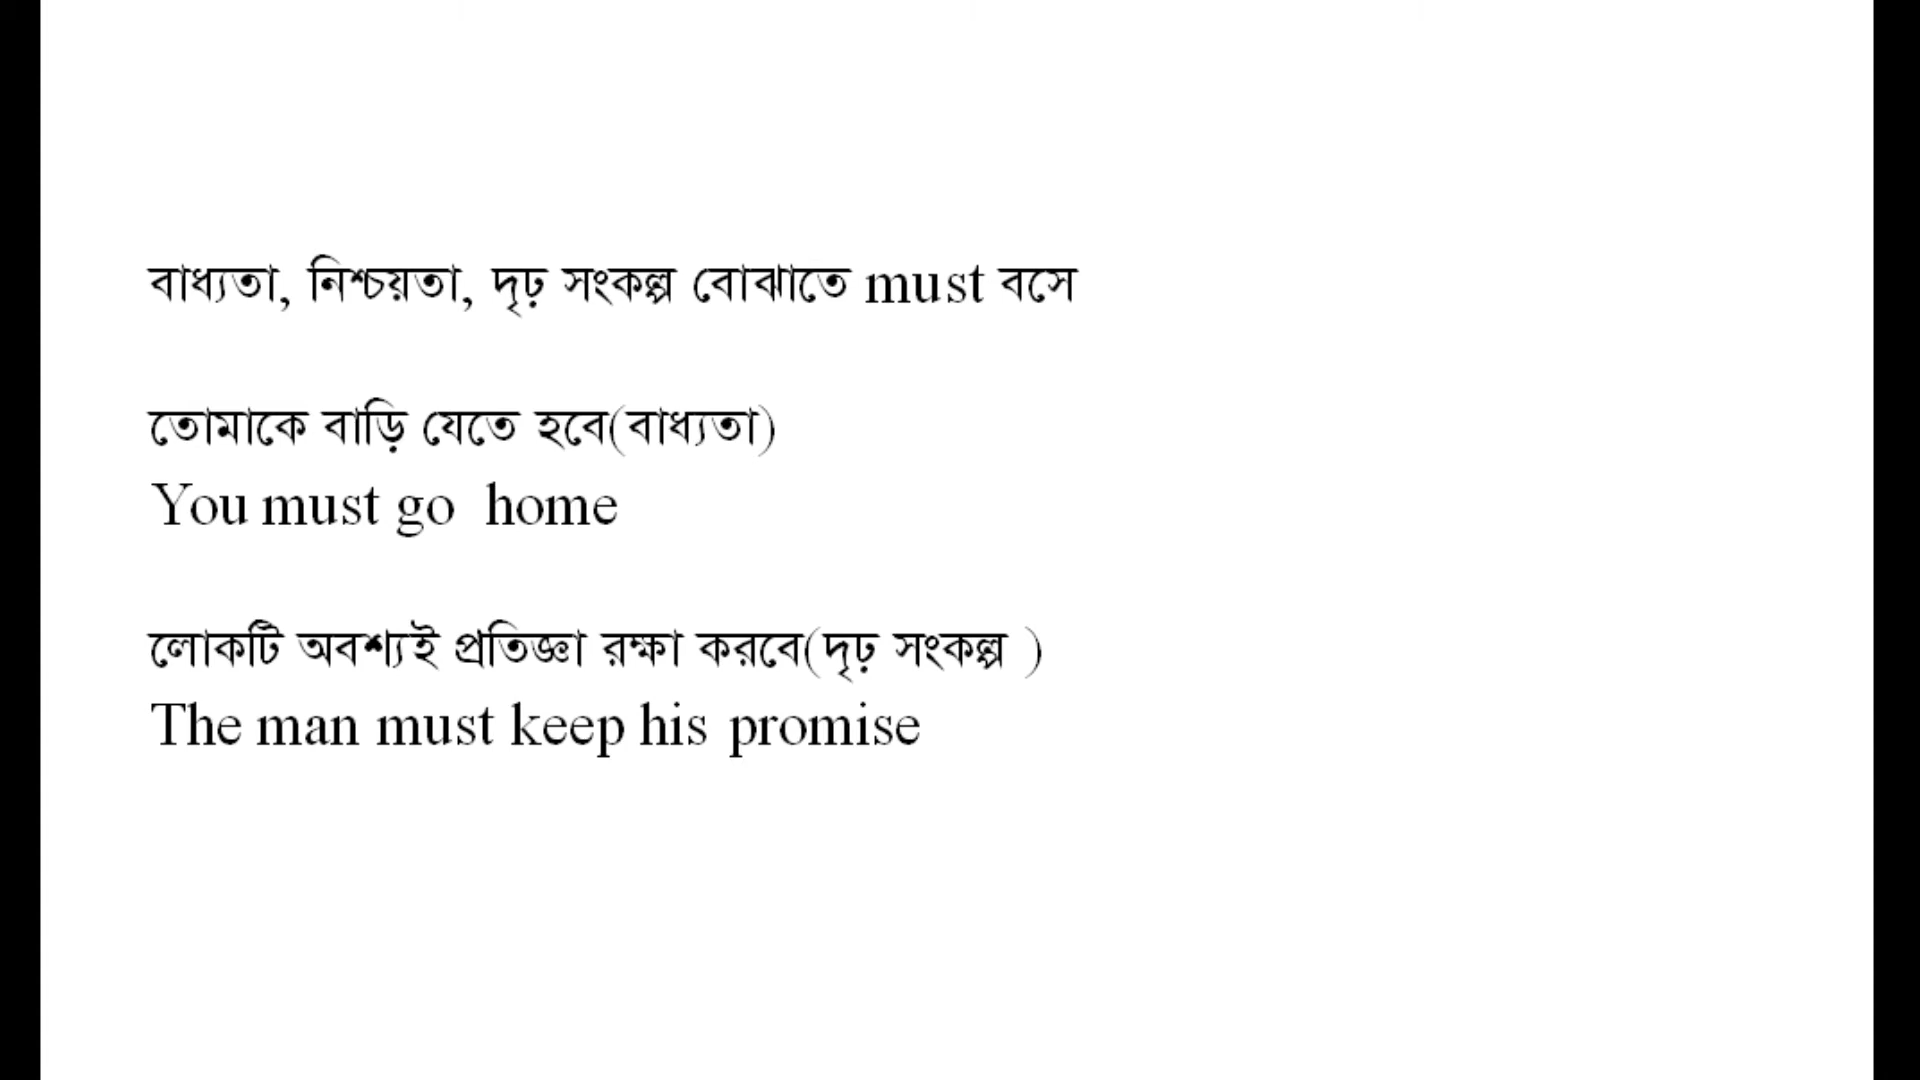 বাধ্যতা, নিশ্চয়তা, দৃঢ় সংকল্প বোঝাতে must বসে
তোমাকে বাড়ি যেতে হবে(বাধ্যতা)
You must go  home
লোকটি অবশ্যই প্রতিজ্ঞা রক্ষা করবে(দৃঢ় সংকল্প )
The man must keep his promise